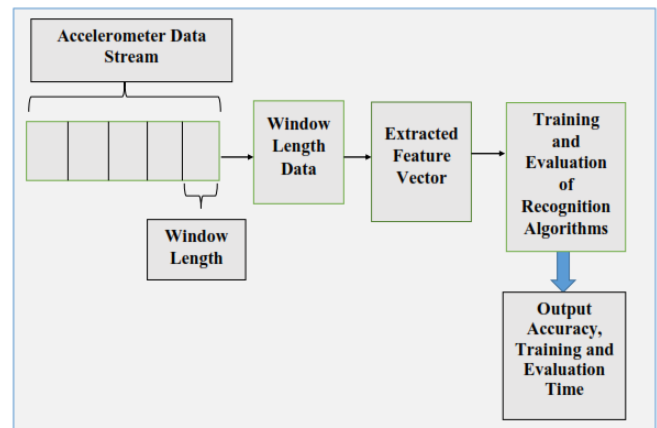 Accelerometer Data
Stream
Window
Length
Data
Extracted
Feature
Vector
Training
and
Evaluation
of
Recognition
Algorithms
Window
Length
Output
Accuracy,
Training and
Evaluation
Time